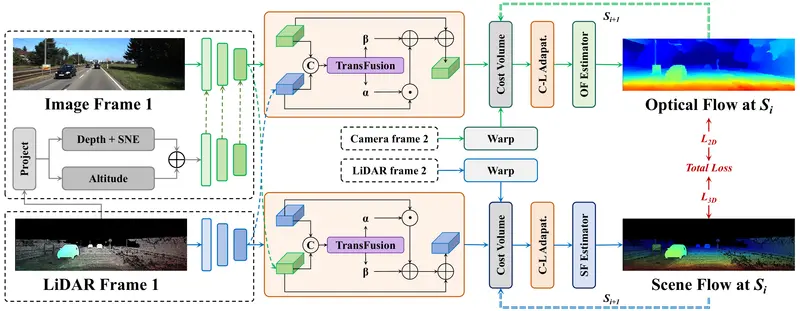 Image Frame 1
Project
Depth + SNE
Altitude
LiDAR Frame 1
C
TransFusion
β
α
Camera frame 2
Warp
LiDAR frame 2
Warp
C
TransFusion
α
β
Cost Volume
C-L Adapat.
OF Estimator
S_{i+1}
Optical Flow at S_i
L_{2D}
Total Loss
L_{3D}
Cost Volume
C-L Adapat.
SF Estimator
Scene Flow at S_i
S_{i+1}